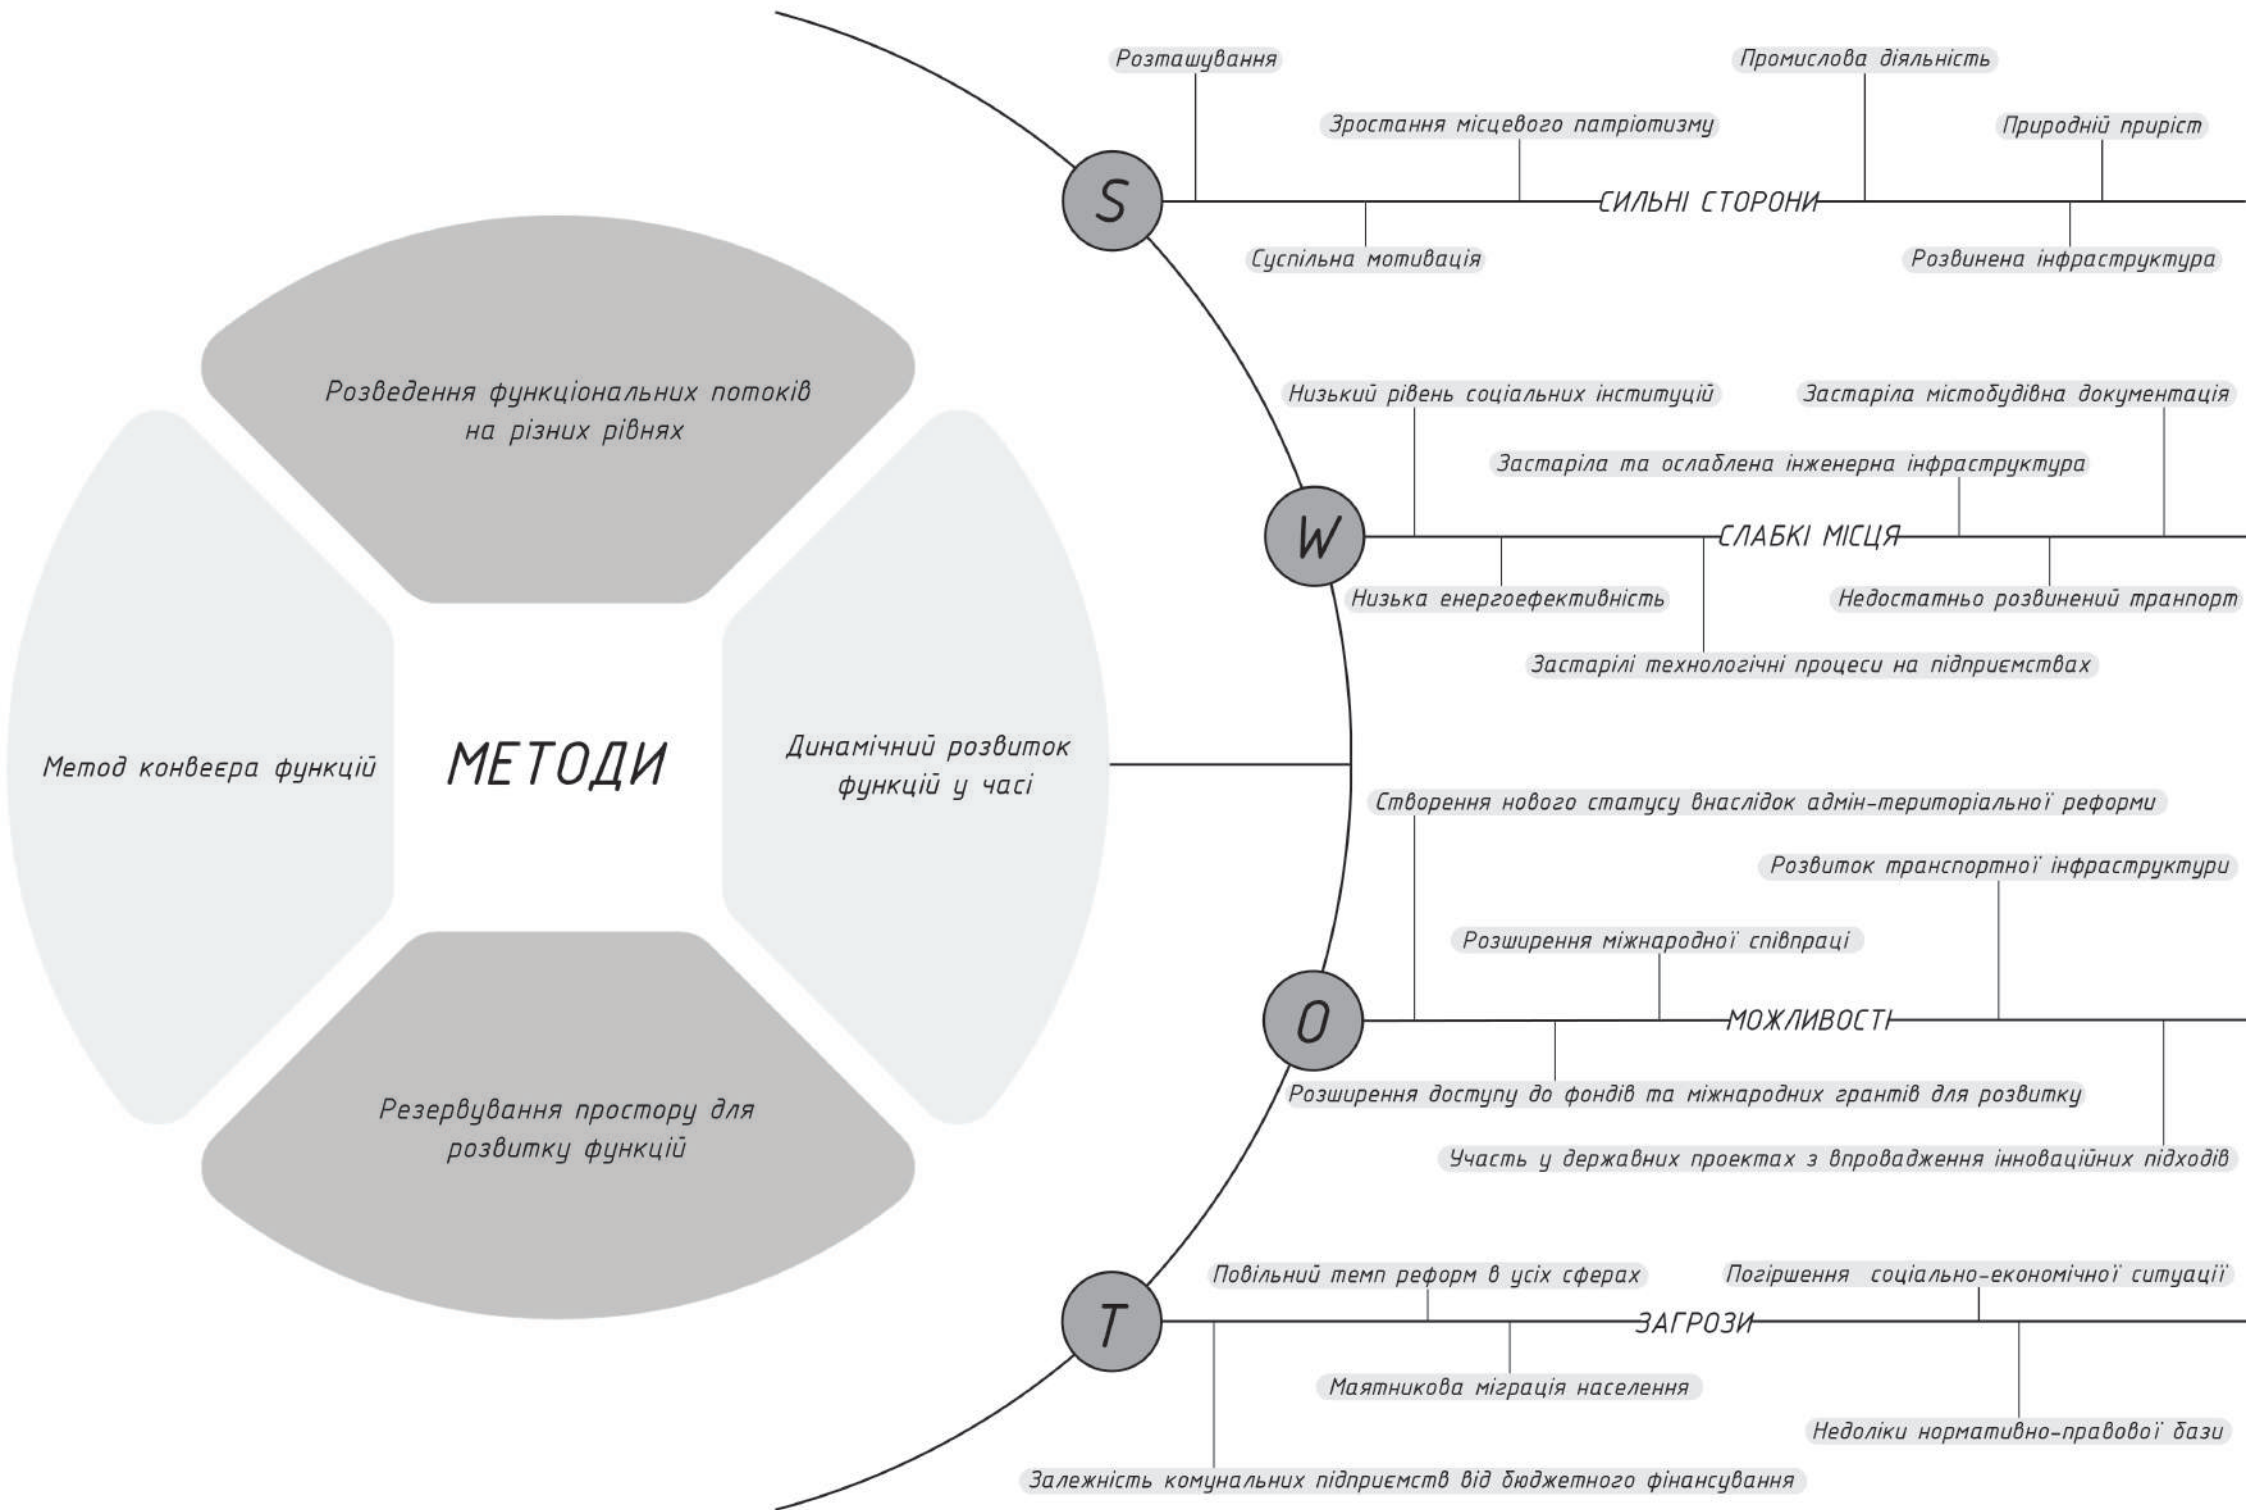 Розведення функціональних потоків
на різних рівнях
Метод конвеєра функцій
МЕТОДИ
Динамічний розвиток
функцій у часі
Резервування простору для
розвитку функцій
S
Розташування
Промислова діяльність
Зростання місцевого патріотизму
Природній приріст
СИЛЬНІ СТОРОНИ
Суспільна мотивація
Розвинена інфраструктура
W
Низький рівень соціальних інституцій
Застаріла містобудівна документація
Застаріла та ослаблена інженерна інфраструктура
СЛАБКІ МІСЦЯ
Низька енергоефективність
Недостатньо розвинений транпорт
Застарілі технологічні процеси на підприємствах
O
Створення нового статусу внаслідок адмін-територіальної реформи
Розвиток транспортної інфраструктури
Розширення міжнародної співпраці
МОЖЛИВОСТІ
Розширення доступу до фондів та міжнародних грантів для розвитку
Участь у державних проектах з впровадження інноваційних підходів
T
Повільний темп реформ в усіх сферах
Погіршення соціально-економічної ситуації
ЗАГРОЗИ
Маятникова міграція населення
Недоліки нормативно-правової бази
Залежність комунальних підприємств від бюджетного фінансування